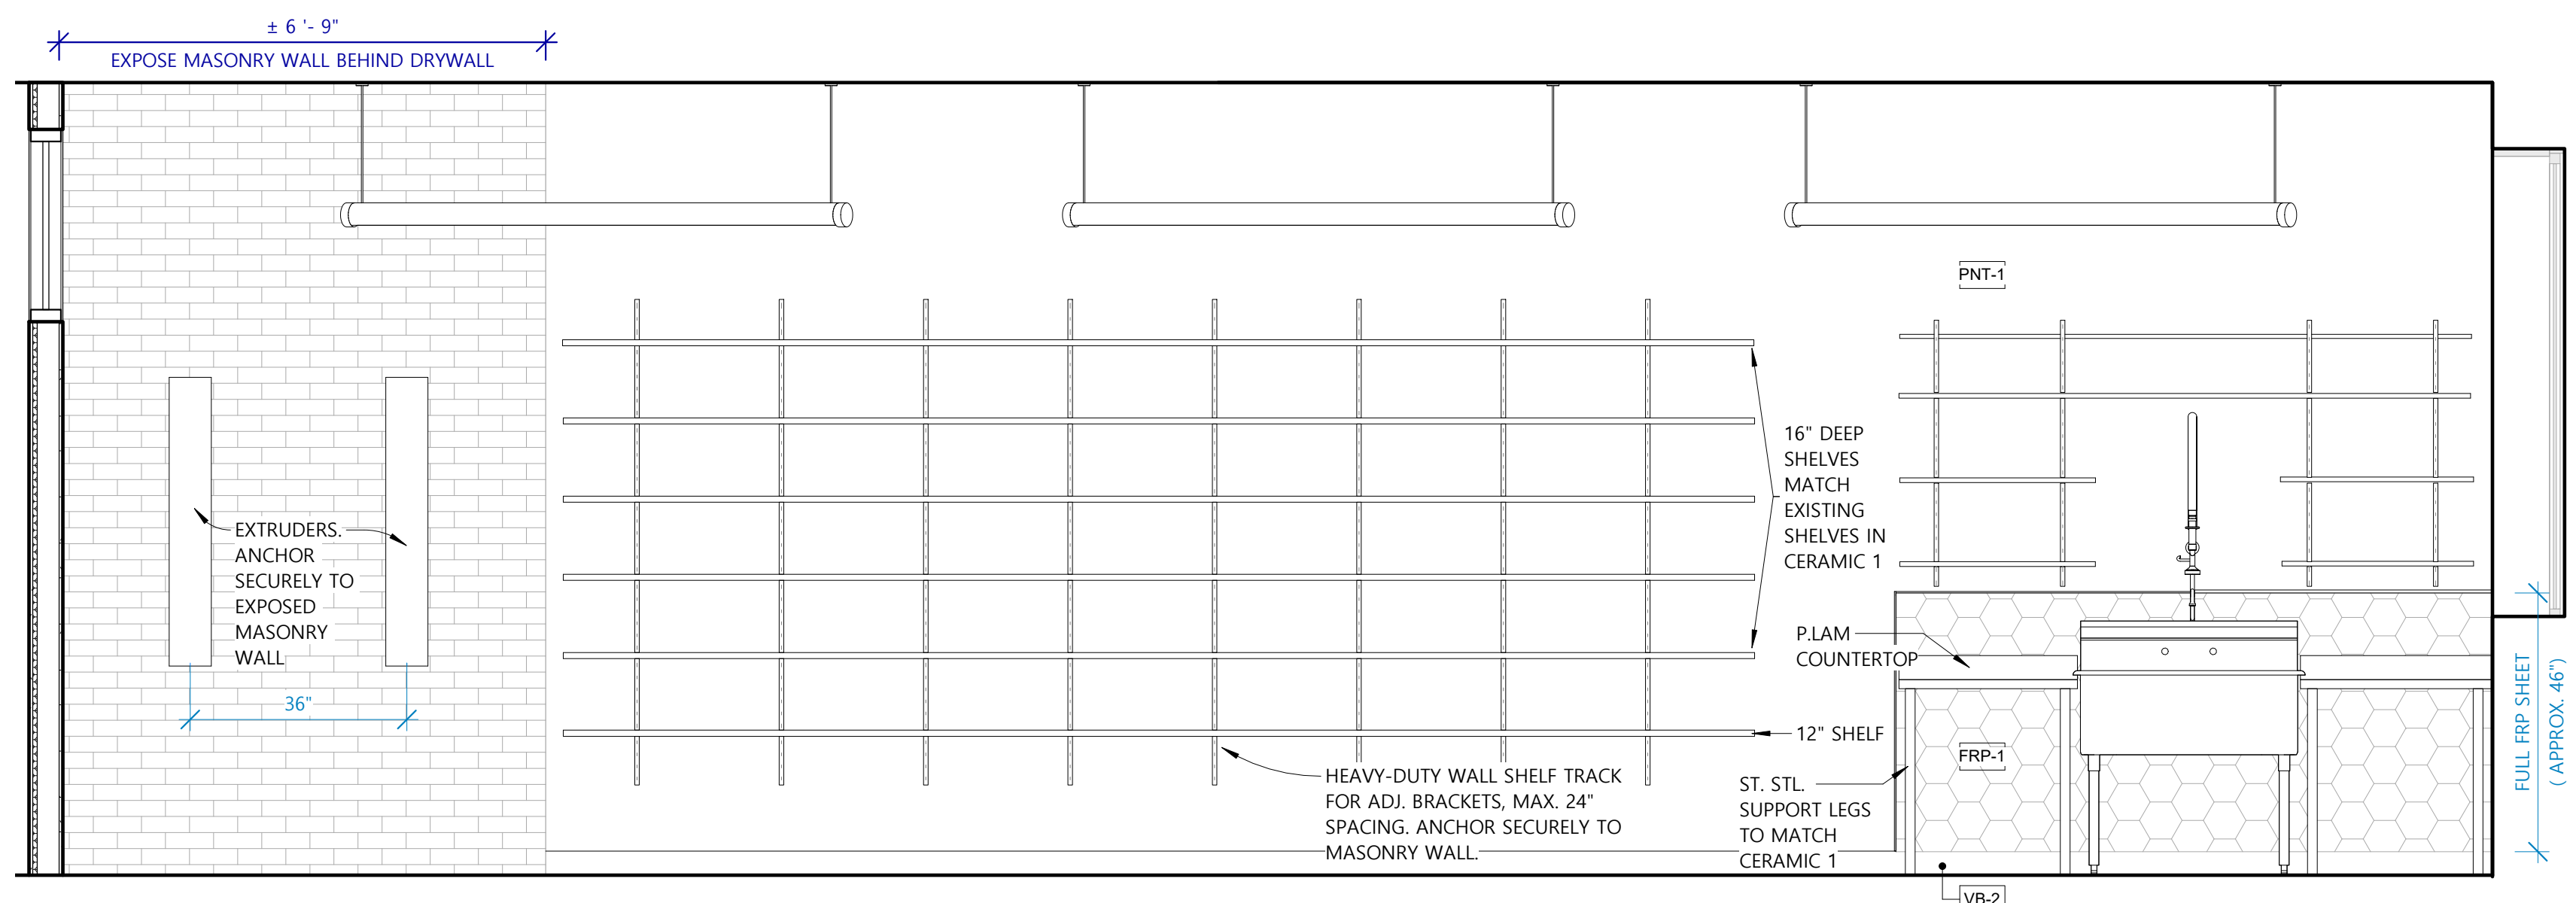 ± 6 '- 9"
EXPOSE MASONRY WALL BEHIND DRYWALL
PNT-1
16" DEEP
SHELVES
MATCH
EXISTING
SHELVES IN
CERAMIC 1
EXTRUDERS.
ANCHOR
SECURELY TO
EXPOSED
MASONRY
WALL
36"
P.LAM
COUNTERTOP
12" SHELF
HEAVY-DUTY WALL SHELF TRACK
FOR ADJ. BRACKETS, MAX. 24"
SPACING. ANCHOR SECURELY TO
MASONRY WALL.
ST. STL.
SUPPORT LEGS
TO MATCH
CERAMIC 1
FRP-1
VB-2
FULL FRP SHEET
( APPROX. 46")